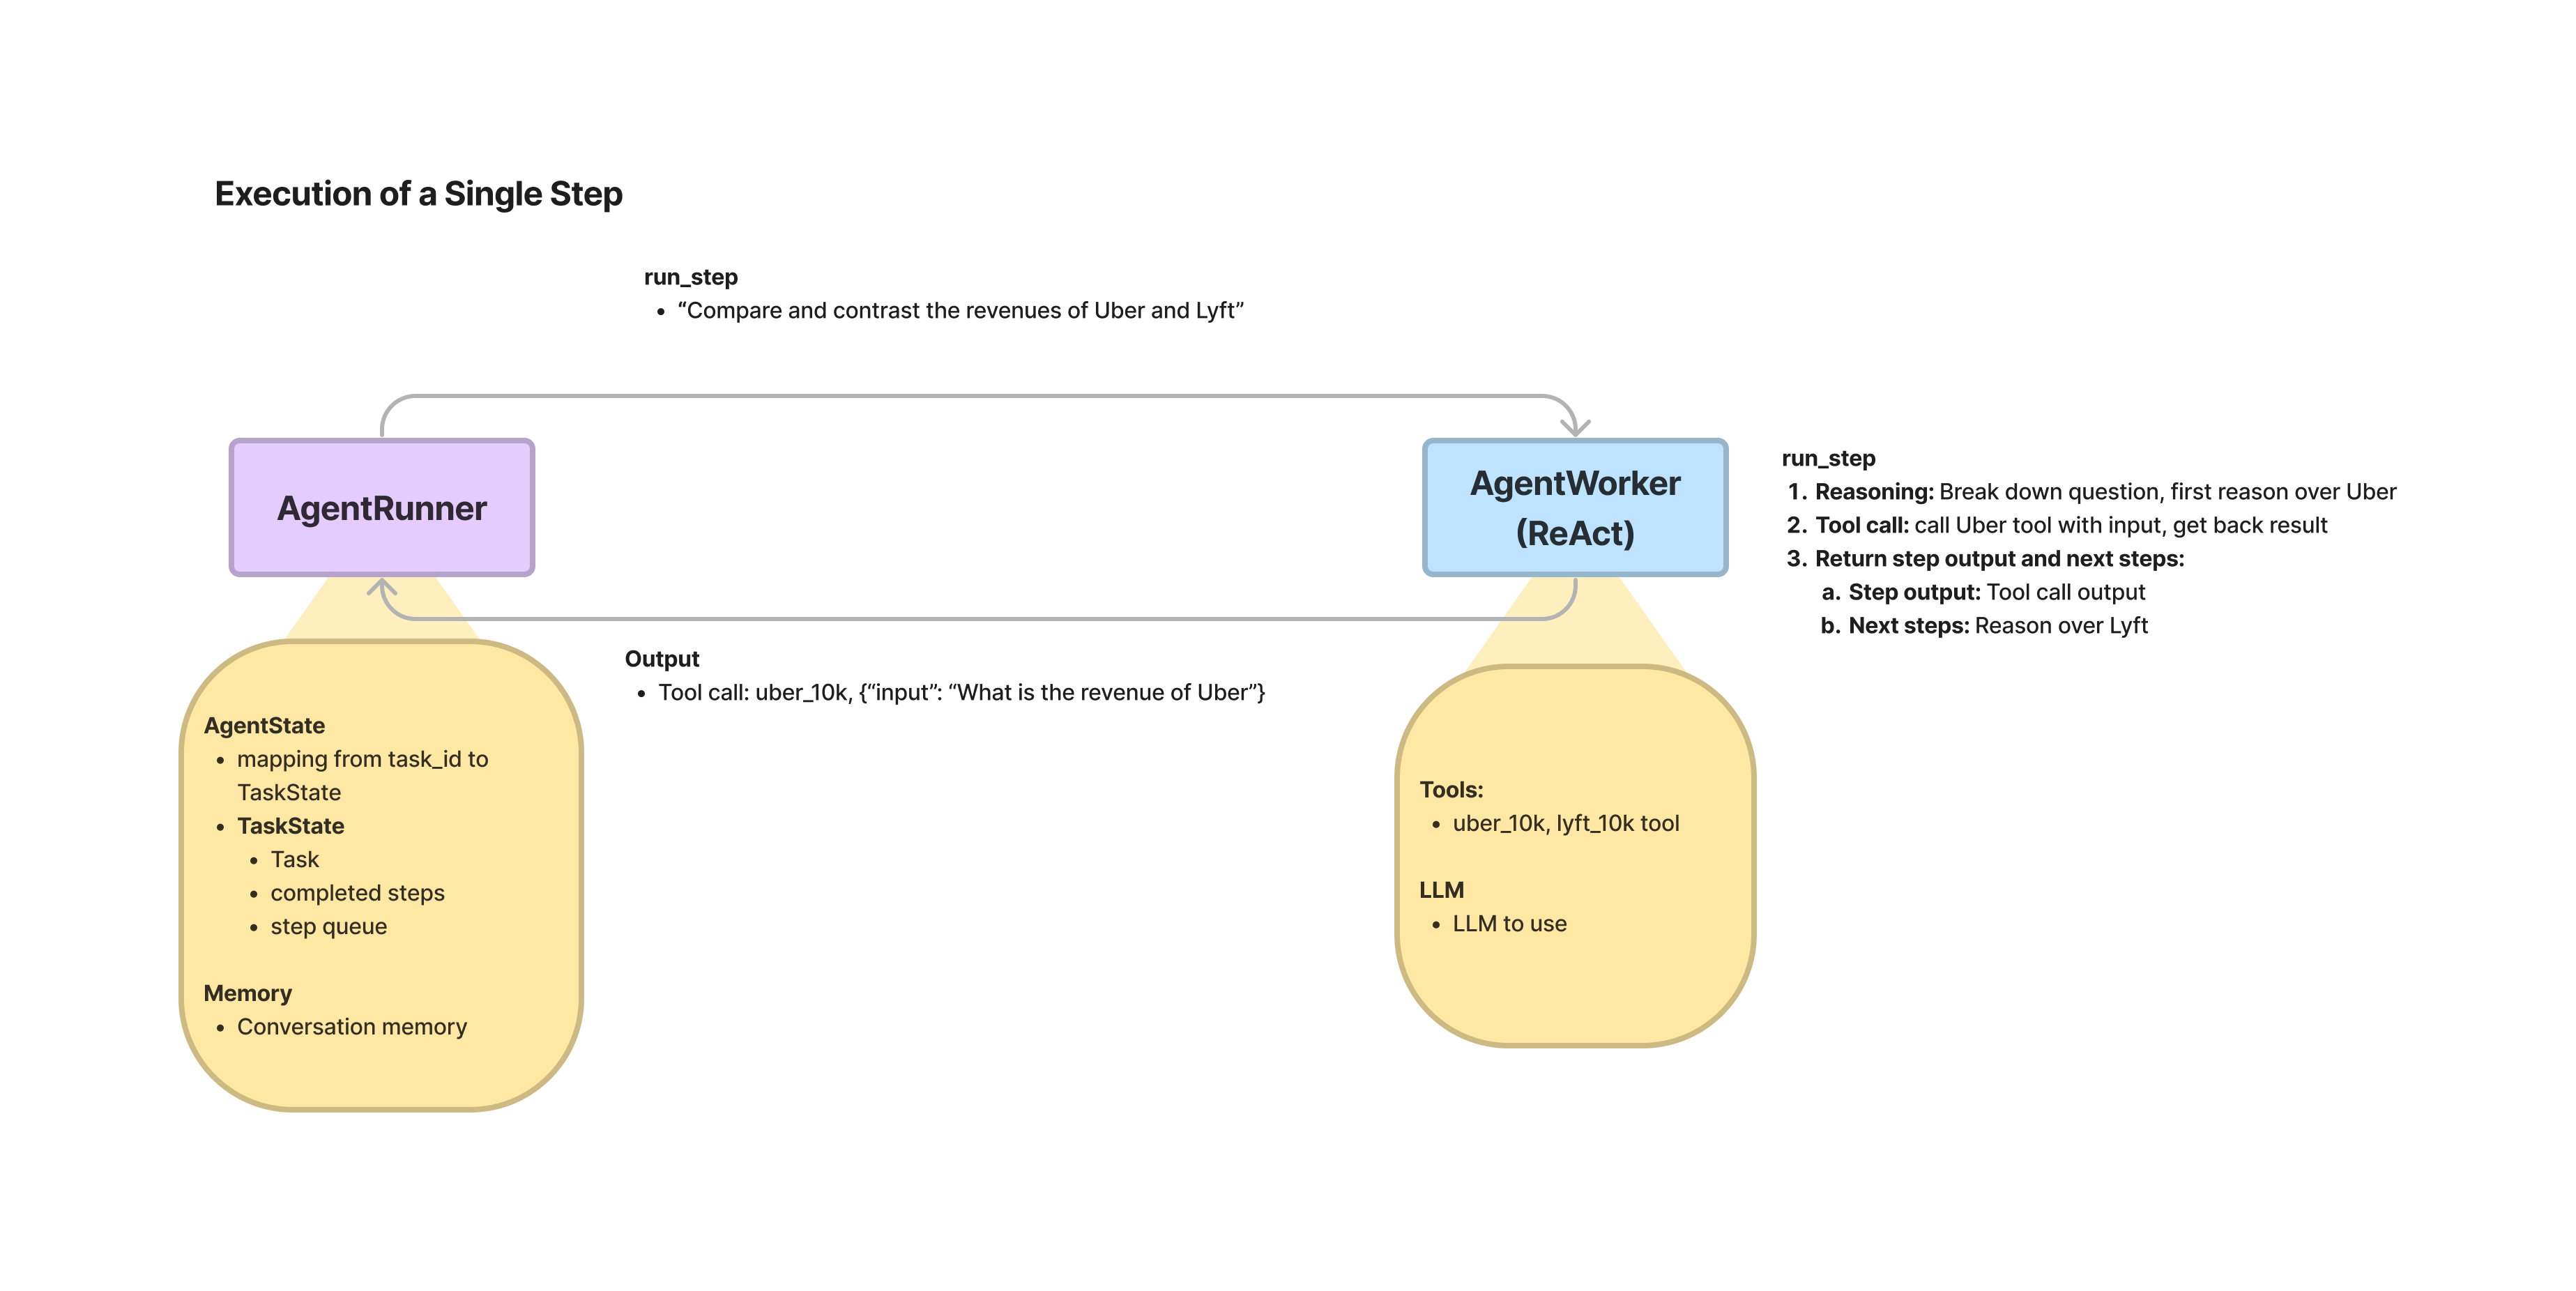 Execution of a Single Step
run_step
• “Compare and contrast the revenues of Uber and Lyft”
AgentRunner
AgentWorker
(ReAct)
run_step
1. Reasoning: Break down question, first reason over Uber
2. Tool call: call Uber tool with input, get back result
3. Return step output and next steps:
a. Step output: Tool call output
b. Next steps: Reason over Lyft
Output
• Tool call: uber_10k, {“input”: “What is the revenue of Uber”}
AgentState
• mapping from task_id to
TaskState
• TaskState
• Task
• completed steps
• step queue
Memory
• Conversation memory
Tools:
• uber_10k, lyft_10k tool
LLM
• LLM to use